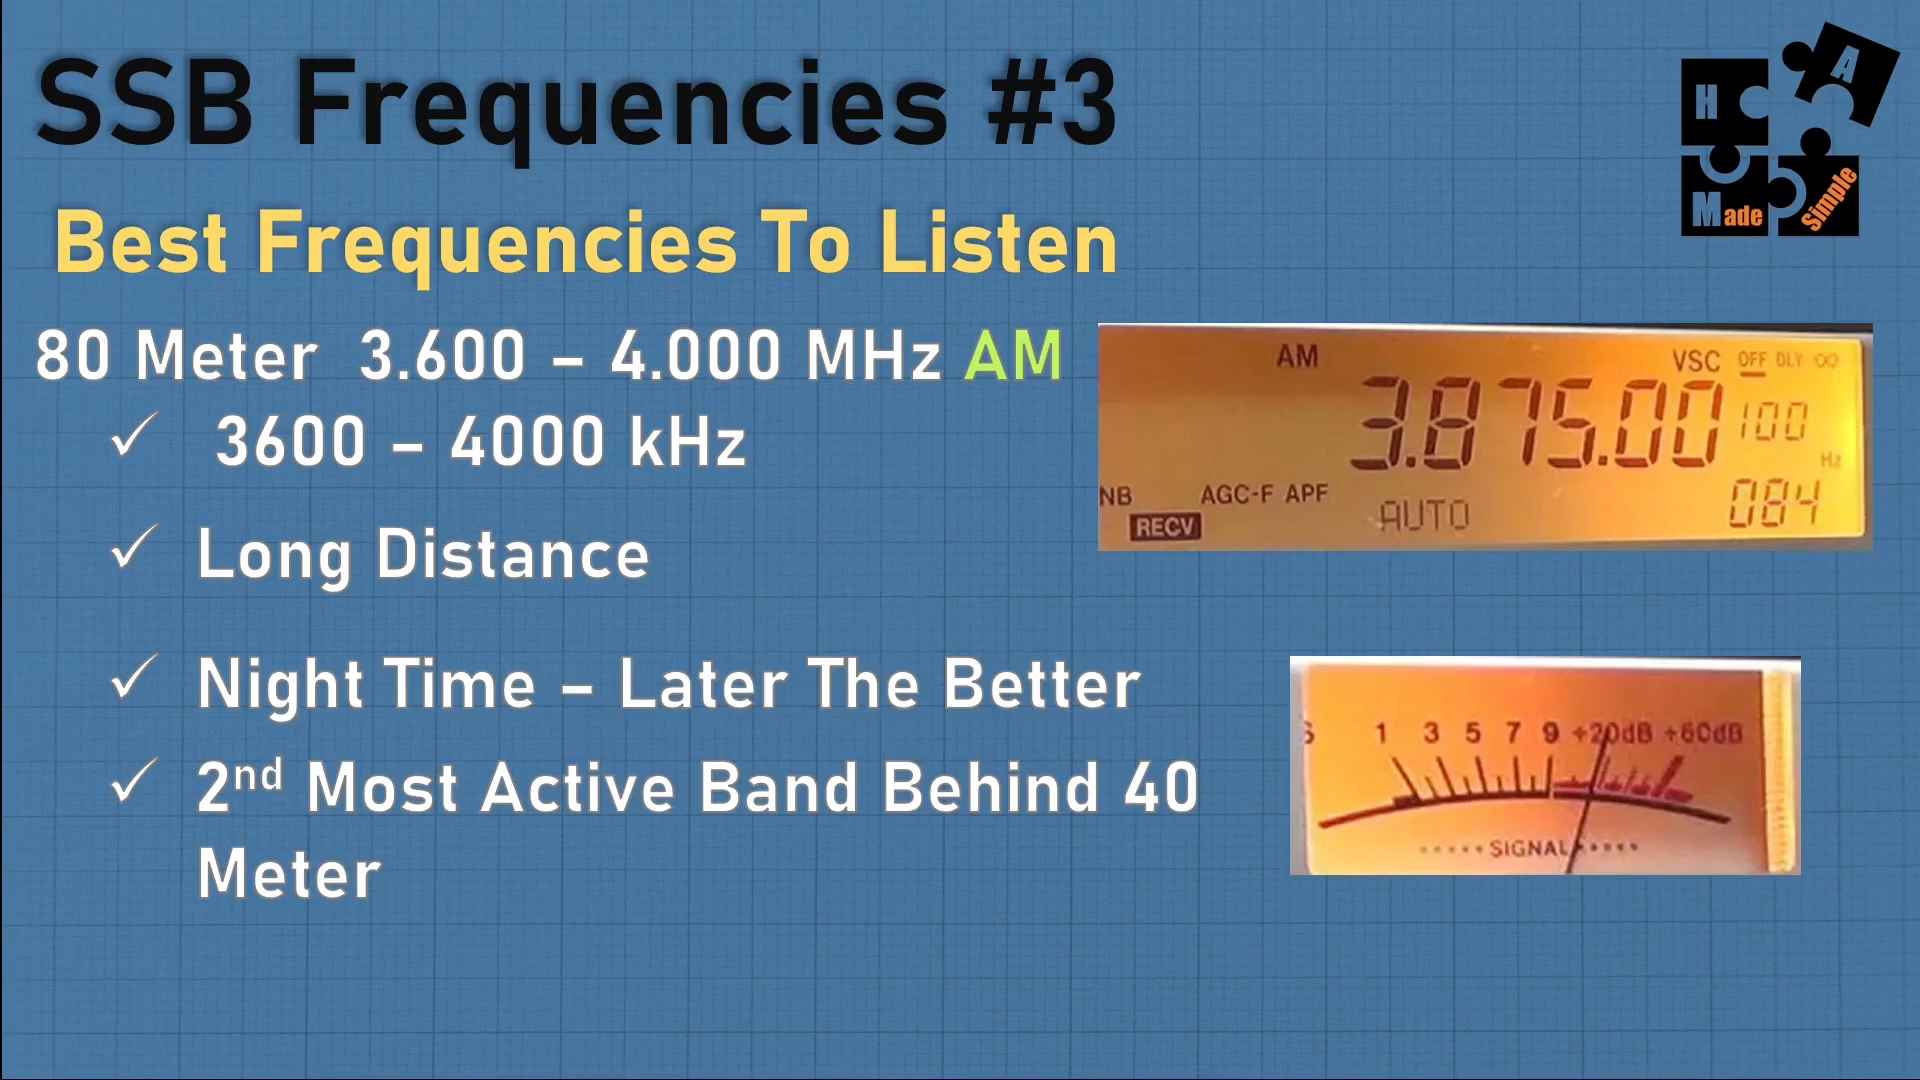 SSB Frequencies #3
H A
Made Simple
Best Frequencies To Listen
80 Meter 3.600 – 4.000 MHz AM
✓ 3600 – 4000 kHz
✓ Long Distance
✓ Night Time – Later The Better
✓ 2nd Most Active Band Behind 40
Meter
AM VSC OFF DLY ∞
3.875.00 100
Hz
NB AGC-F APF 084
RECV AUTO
1 3 5 7 9 +20dB +60dB
SIGNAL